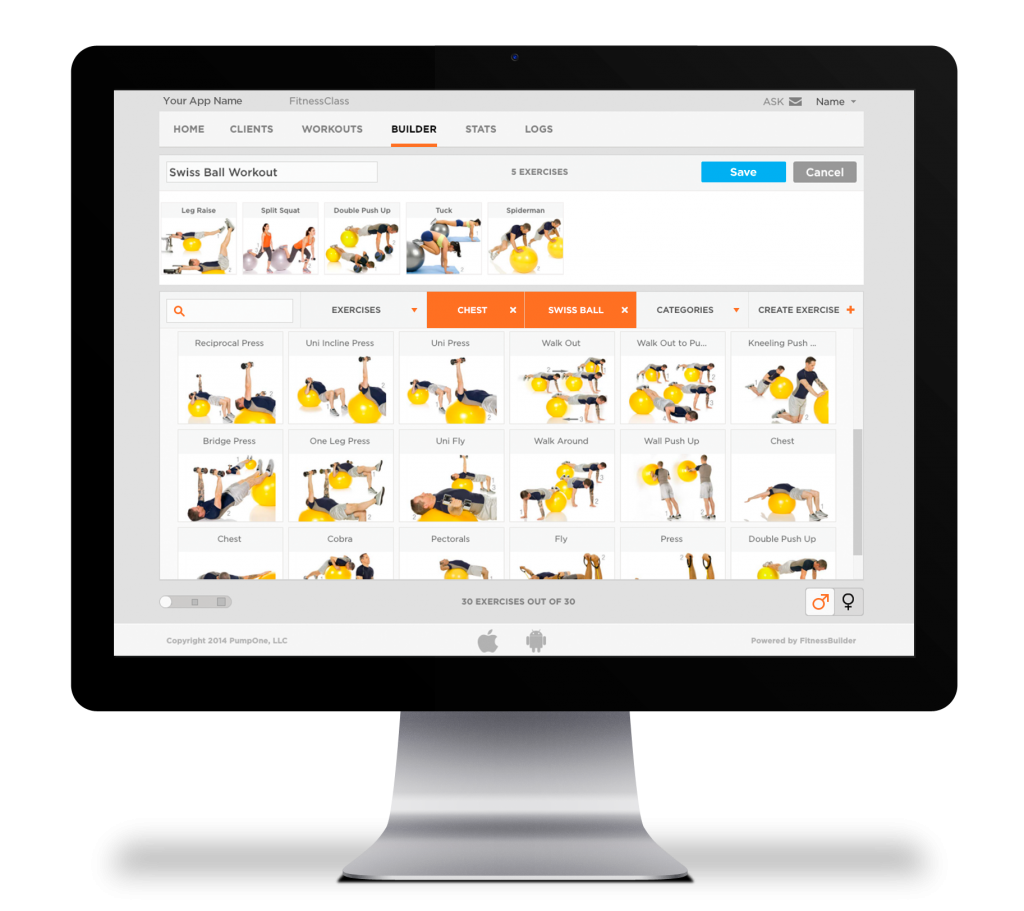 Your App Name FitnessClass ASK Name
HOME CLIENTS WORKOUTS BUILDER STATS LOGS
Swiss Ball Workout 5 EXERCISES Save Cancel
Leg Raise Split Squat Double Push Up Tuck Spiderman
EXERCISES CHEST SWISS BALL CATEGORIES CREATE EXERCISE
Reciprocal Press Uni Incline Press Uni Press Walk Out Walk Out to Pu... Kneeling Push ...
Bridge Press One Leg Press Uni Fly Walk Around Wall Push Up Chest
Chest Cobra Pectorals Fly Press Double Push Up
30 EXERCISES OUT OF 30
Copyright 2014 PumpOne, LLC Powered by FitnessBuilder